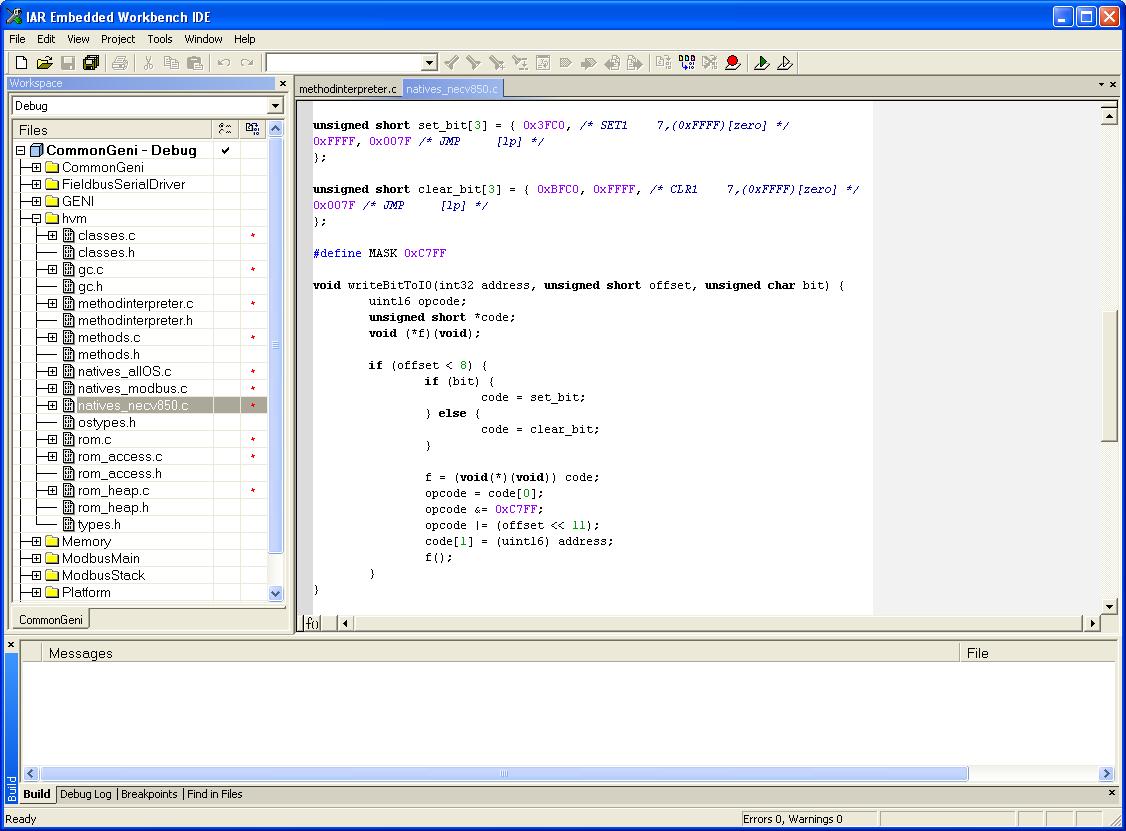 IAR Embedded Workbench IDE
File Edit View Project Tools Window Help
Workspace
methodinterpreter.c natives_necv850.c
Debug
Files
CommonGeni - Debug
CommonGeni
FieldbusSerialDriver
GENI
hvm
classes.c
classes.h
gc.c
gc.h
methodinterpreter.c
methodinterpreter.h
methods.c
methods.h
natives_allOS.c
natives_modbus.c
natives_necv850.c
ostypes.h
rom.c
rom_access.c
rom_access.h
rom_heap.c
rom_heap.h
types.h
Memory
ModbusMain
ModbusStack
Platform
CommonGeni
unsigned short set_bit[3] = { 0x3FC0, /* SET1    7,(0xFFFF)[zero] */
0xFFFF, 0x007F /* JMP     [lp] */
};
unsigned short clear_bit[3] = { 0xBFC0, 0xFFFF, /* CLR1    7,(0xFFFF)[zero] */
0x007F /* JMP     [lp] */
};
#define MASK 0xC7FF
void writeBitToIO(int32 address, unsigned short offset, unsigned char bit) {
uint16 opcode;
unsigned short *code;
void (*f)(void);
if (offset < 8) {
if (bit) {
code = set_bit;
} else {
code = clear_bit;
}
f = (void(*)(void)) code;
opcode = code[0];
opcode &= 0xC7FF;
opcode |= (offset << 11);
code[1] = (uint16) address;
f();
}
}
f()
Messages File
Build
Build Debug Log Breakpoints Find in Files
Ready Errors 0, Warnings 0